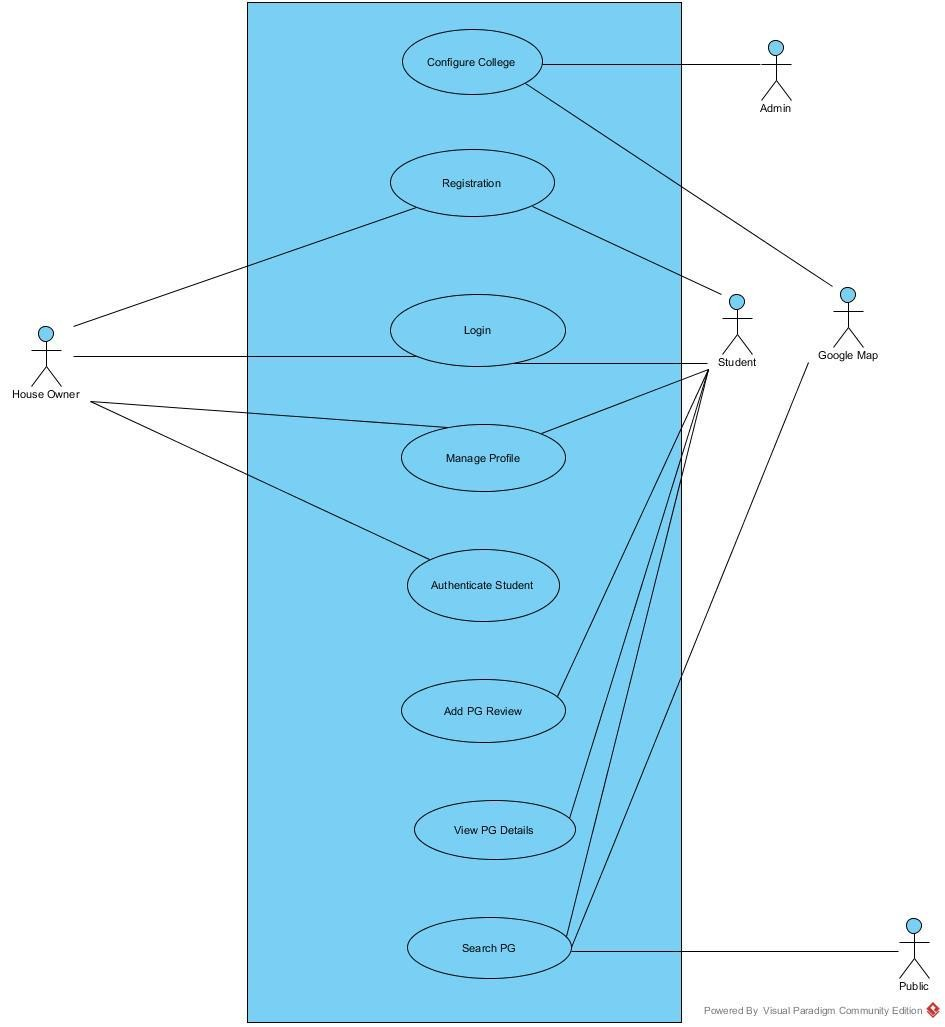 Configure College
Admin
Registration
Login
Student
Google Map
House Owner
Manage Profile
Authenticate Student
Add PG Review
View PG Details
Search PG
Public
Powered By Visual Paradigm Community Edition